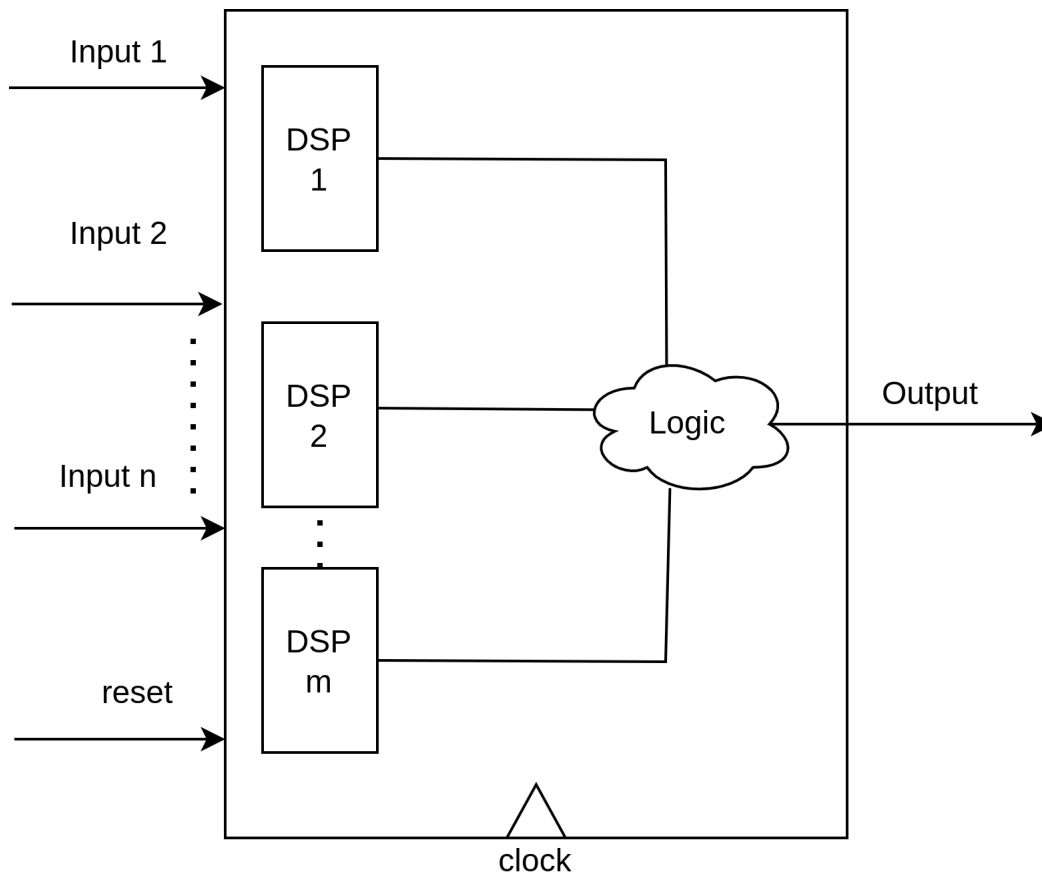 Input 1
DSP
1
Input 2
DSP
2
Logic
Output
Input n
DSP
m
reset
clock